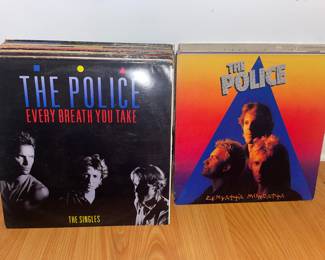 THE POLICE
EVERY BREATH YOU TAKE
THE SINGLES
THE
POLICE
ZENYATTA MONDATTA